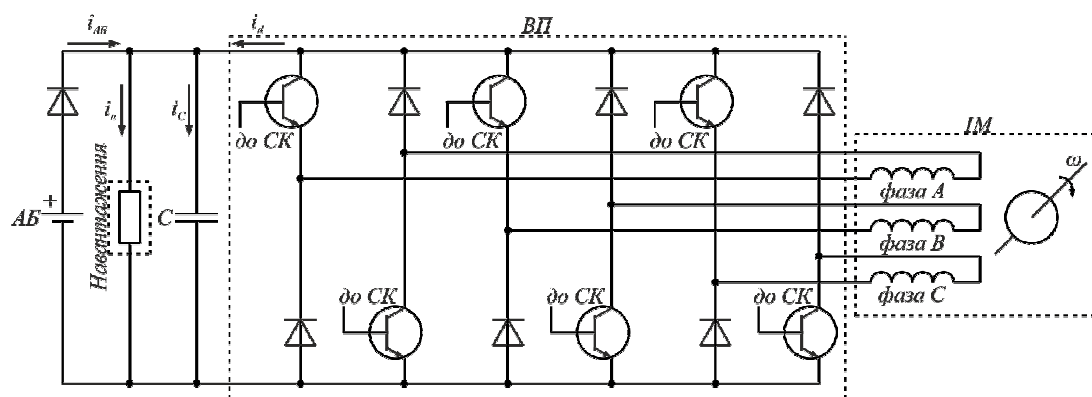 i_АБ
i_d
ВП
i_н
i_C
до СК
до СК
до СК
ІМ
ω
фаза A
фаза B
фаза C
АБ
+
Навантаження
C
до СК
до СК
до СК